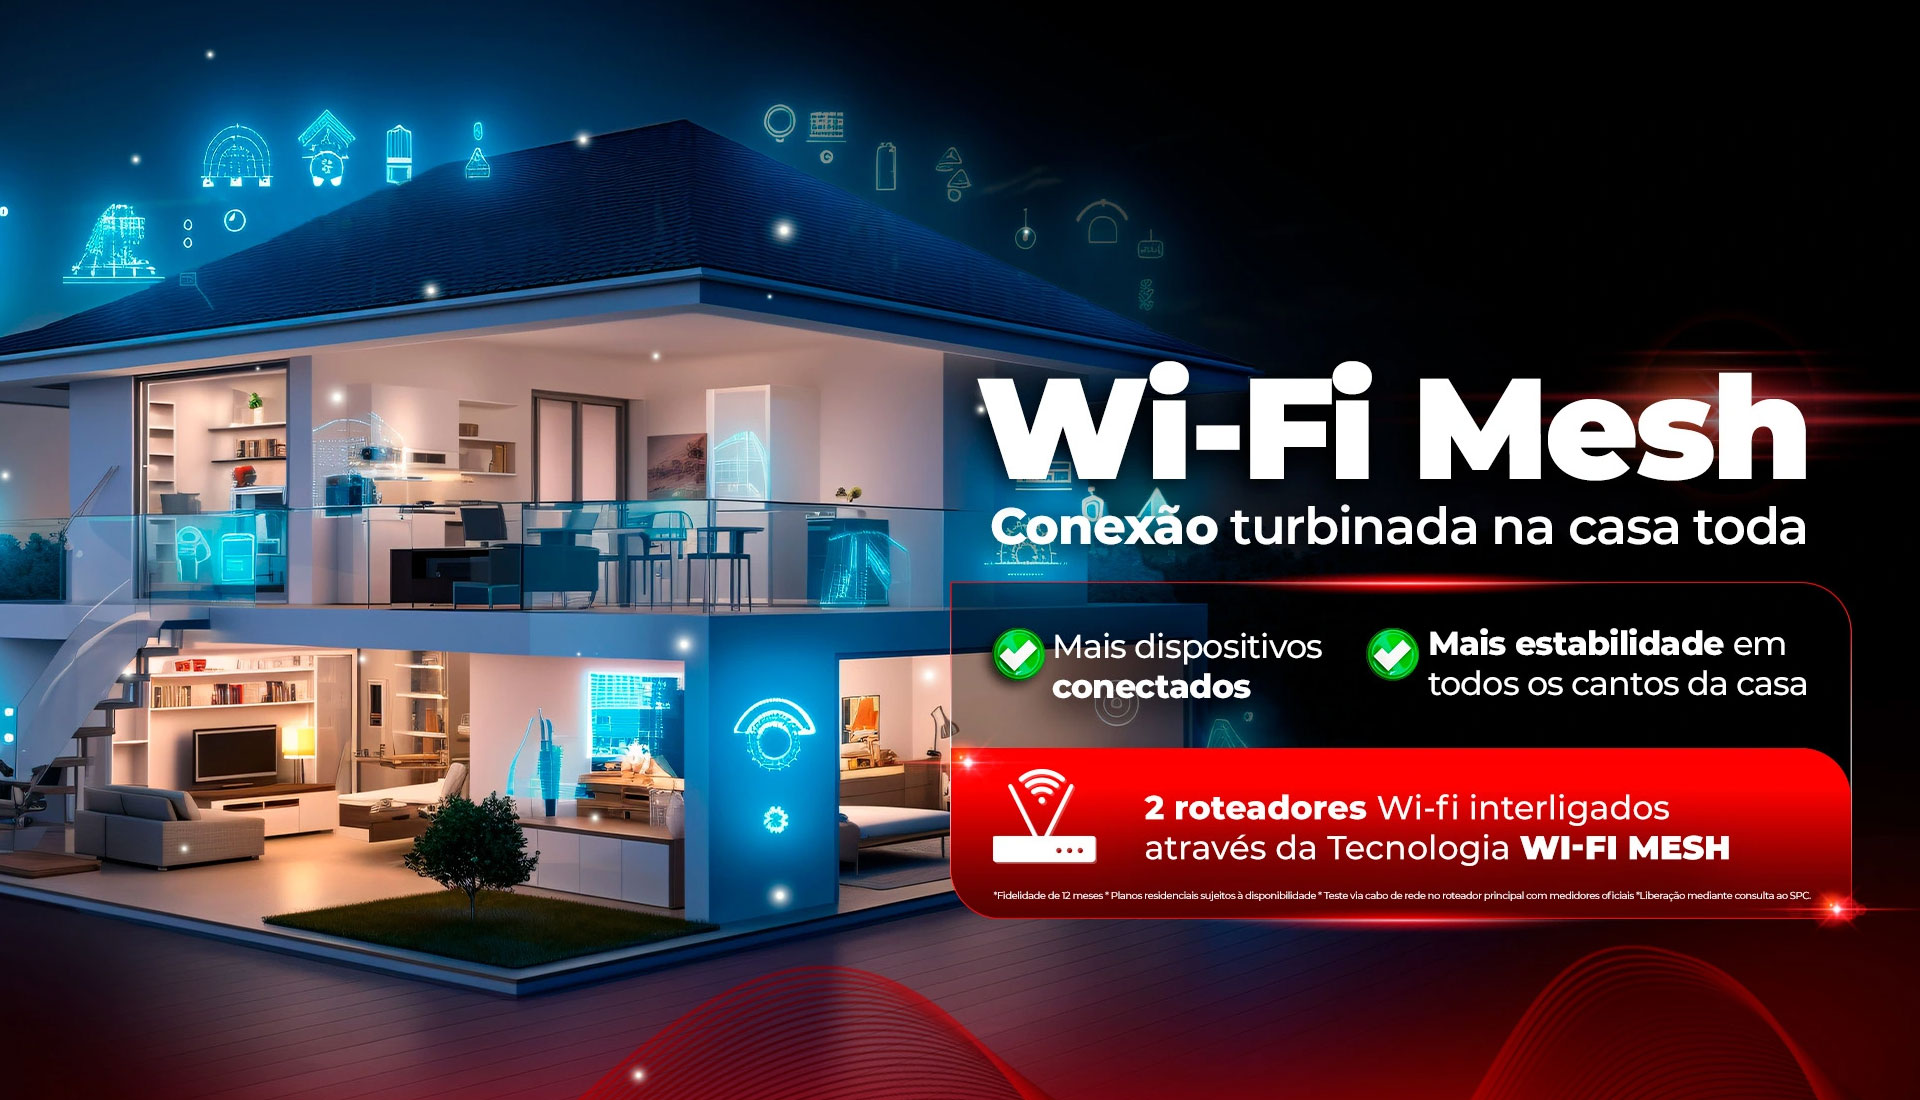 Wi-Fi Mesh
Conexão turbinada na casa toda
Mais dispositivos
conectados
Mais estabilidade em
todos os cantos da casa
2 roteadores Wi-fi interligados
através da Tecnologia WI-FI MESH
*Fidelidade de 12 meses * Planos residenciais sujeitos à disponibilidade * Teste via cabo de rede no roteador principal com medidores oficiais *Liberação mediante consulta ao SPC.